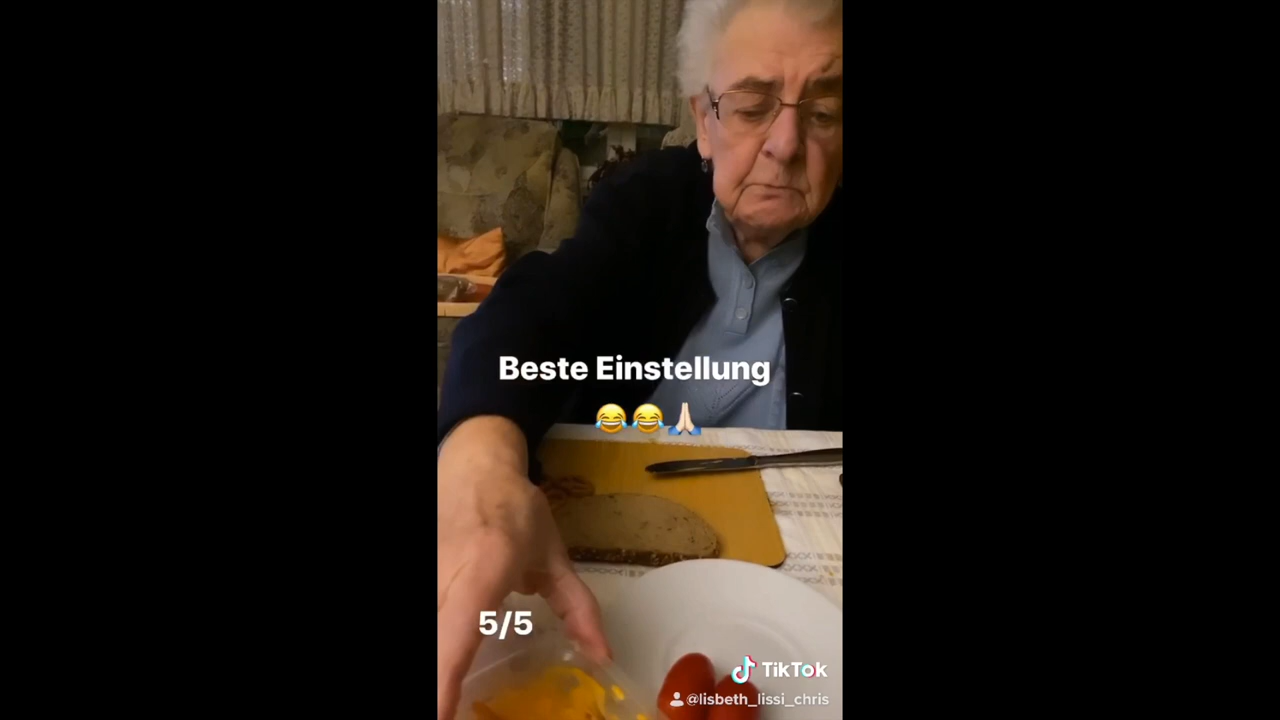 Beste Einstellung
😂😂🙏🏻
5/5
TikTok
@lisbeth_lissi_chris